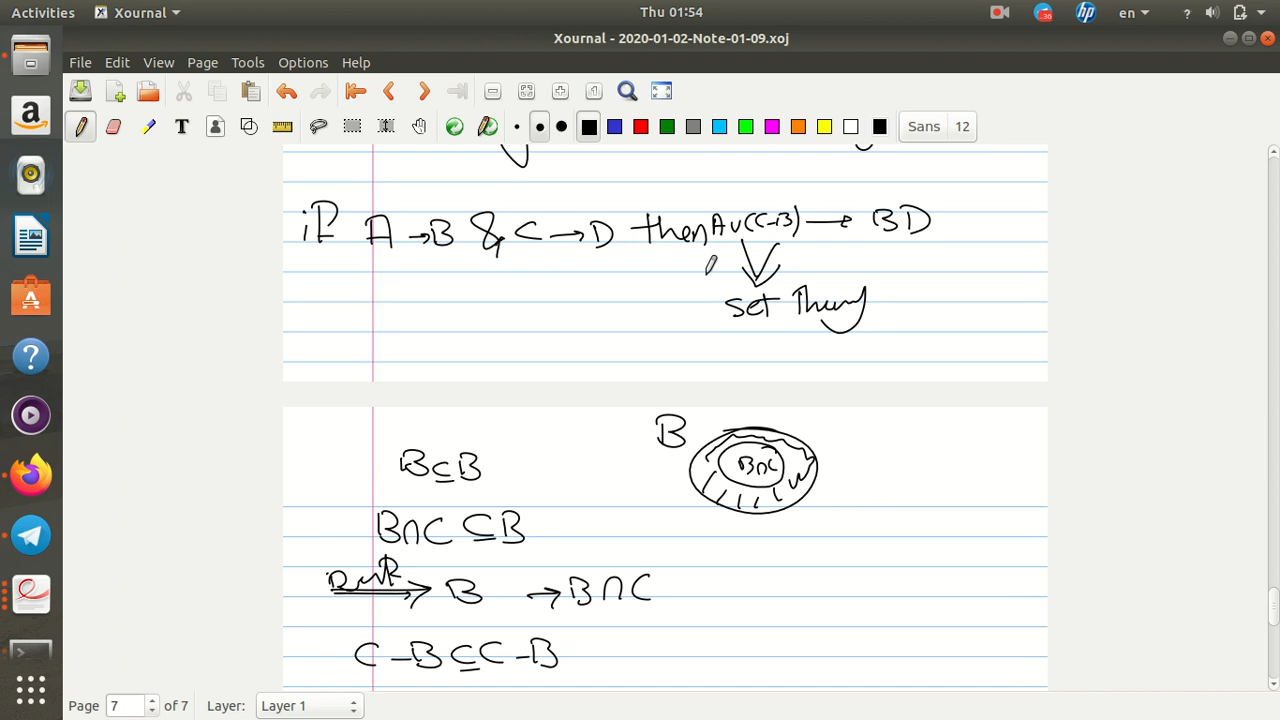 Activities Xournal Thu 01:54 36 en ?
Xournal - 2020-01-02-Note-01-09.xoj
File Edit View Page Tools Options Help
T Sans 12
if A → B & C → D then A∪(C-B) → BD
set Theory
B⊆B
B
B∩C
B∩C ⊆B
⇒ B → B∩C
C -B ⊆ C -B
Page 7 of 7 Layer: Layer 1